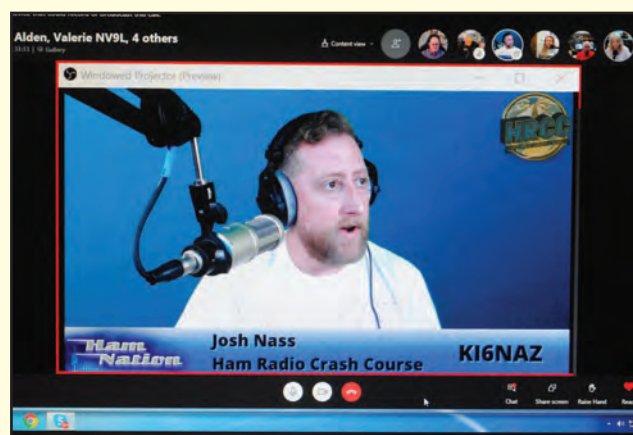 Alden, Valerie NV9L, 4 others
Gallery
Content view
Windowed Projector (Preview)
HRCC
Ham
Nation
Josh Nass
Ham Radio Crash Course
KI6NAZ
Chat
Share screen
Raise Hand